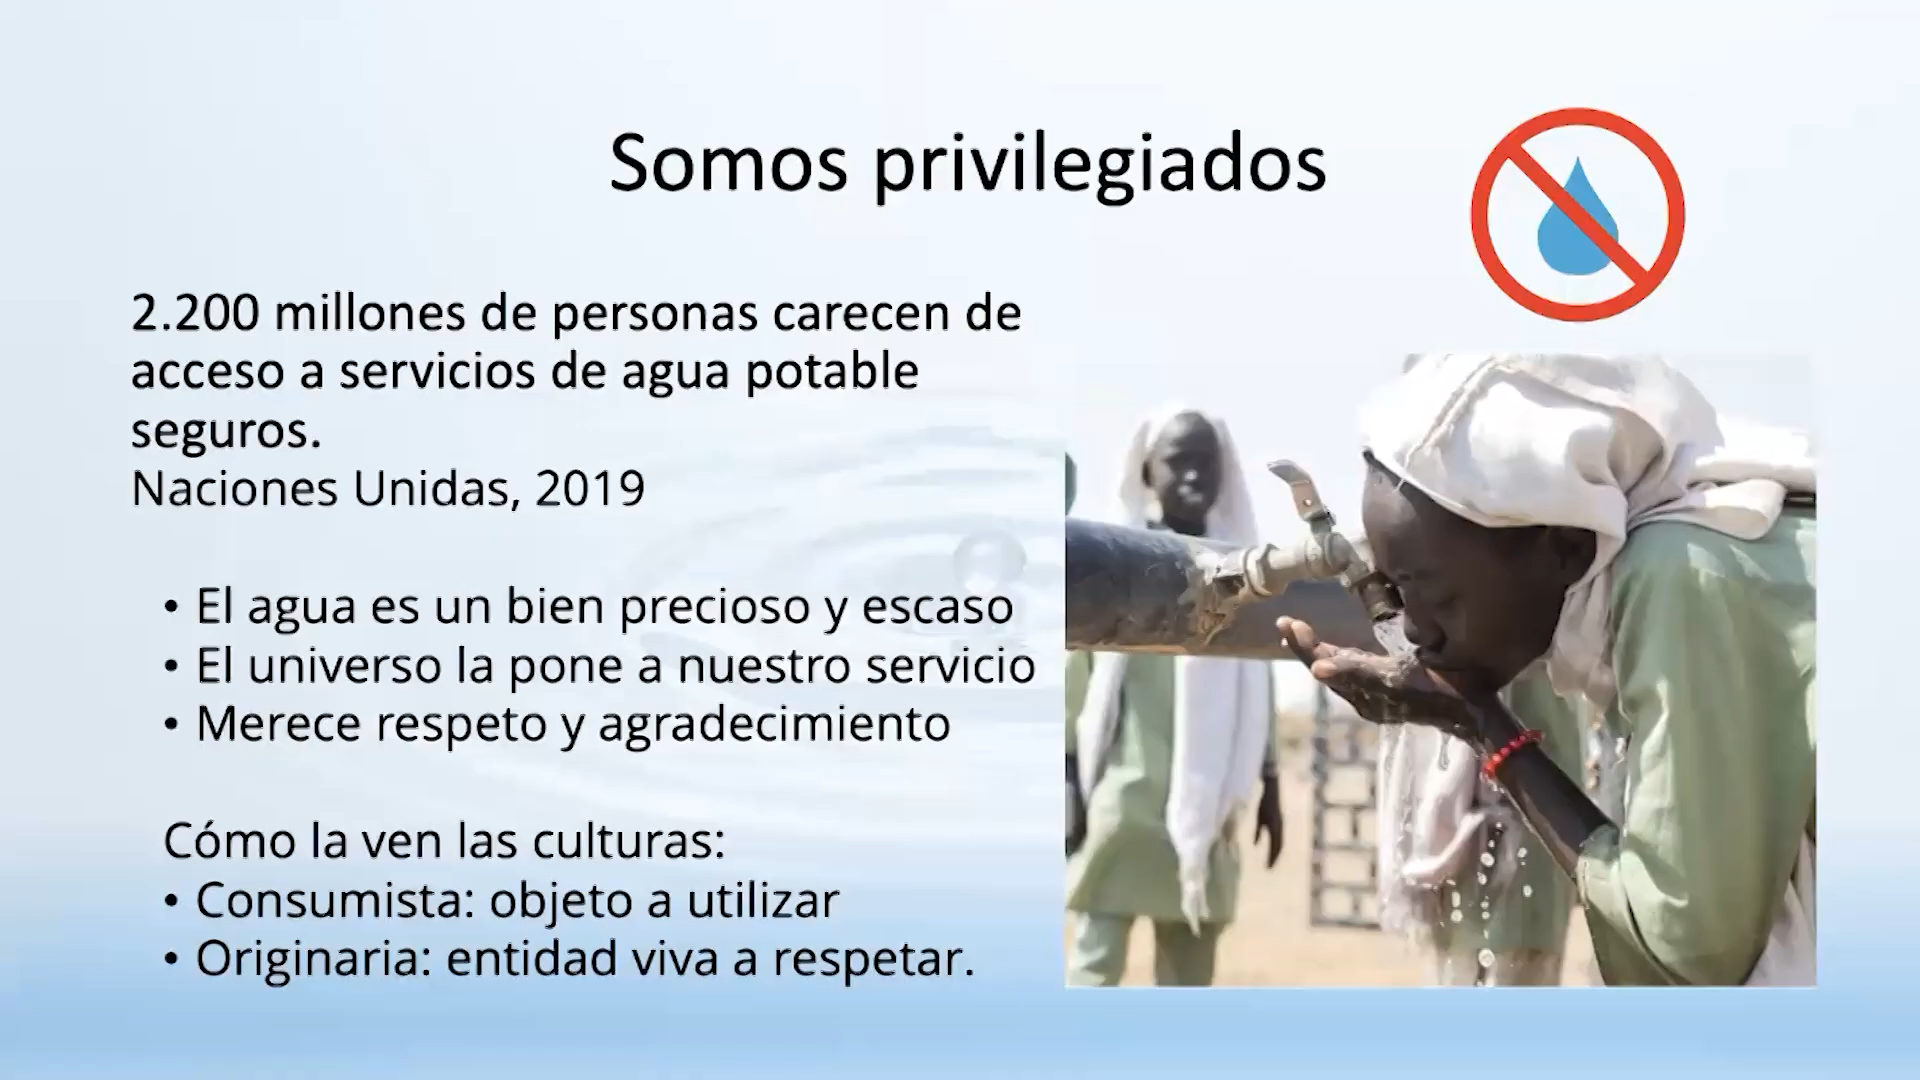 Somos privilegiados
2.200 millones de personas carecen de
acceso a servicios de agua potable
seguros.
Naciones Unidas, 2019
• El agua es un bien precioso y escaso
• El universo la pone a nuestro servicio
• Merece respeto y agradecimiento
Cómo la ven las culturas:
• Consumista: objeto a utilizar
• Originaria: entidad viva a respetar.